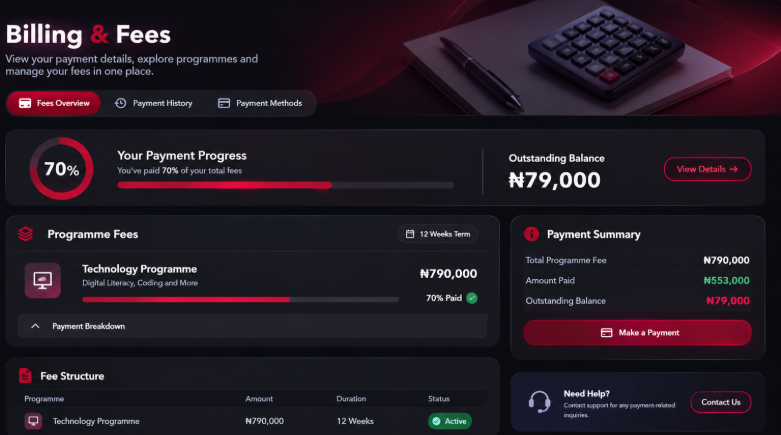 Billing & Fees
View your payment details, explore programmes and
manage your fees in one place.
Fees Overview
Payment History
Payment Methods
70%
Your Payment Progress
You've paid 70% of your total fees
Outstanding Balance
₦79,000
View Details →
Programme Fees
12 Weeks Term
Technology Programme
Digital Literacy, Coding and More
₦790,000
70% Paid
Payment Breakdown
Payment Summary
Total Programme Fee ₦790,000
Amount Paid ₦553,000
Outstanding Balance ₦79,000
Make a Payment
Fee Structure
Programme Amount Duration Status
Technology Programme ₦790,000 12 Weeks Active
Need Help?
Contact support for any payment-related
inquiries.
Contact Us